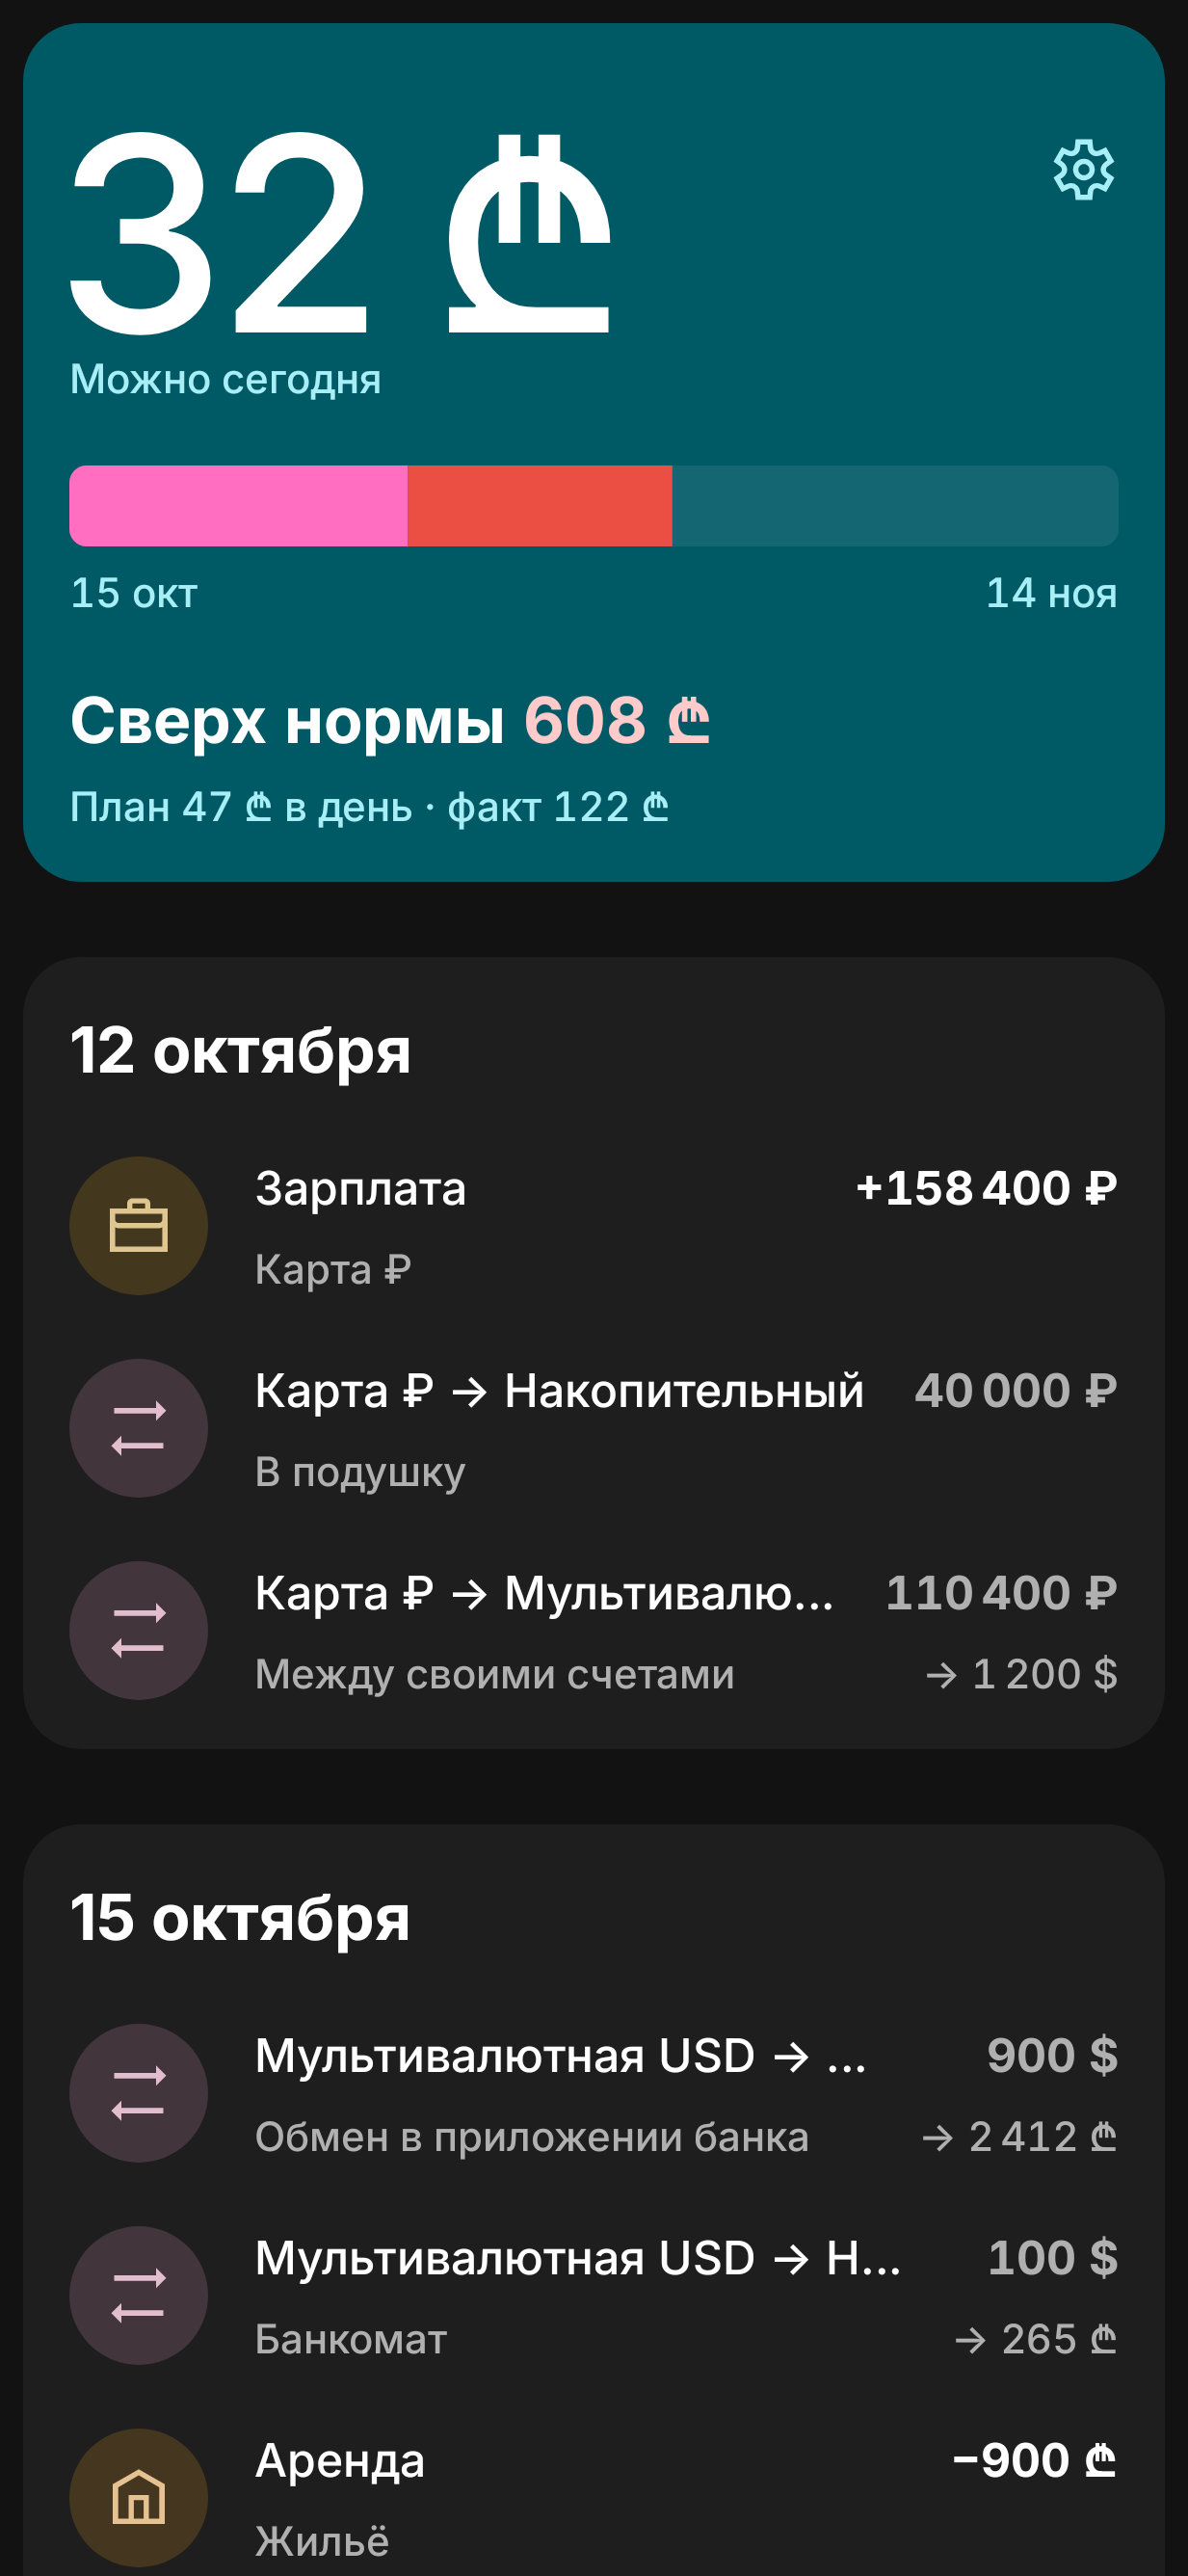 32 ₾
Можно сегодня
15 окт 14 ноя
Сверх нормы 608 ₾
План 47 ₾ в день · факт 122 ₾
12 октября
Зарплата +158 400 ₽
Карта ₽
Карта ₽ → Накопительный 40 000 ₽
В подушку
Карта ₽ → Мультивалю... 110 400 ₽
Между своими счетами → 1 200 $
15 октября
Мультивалютная USD → ... 900 $
Обмен в приложении банка → 2 412 ₾
Мультивалютная USD → Н... 100 $
Банкомат → 265 ₾
Аренда −900 ₾
Жильё